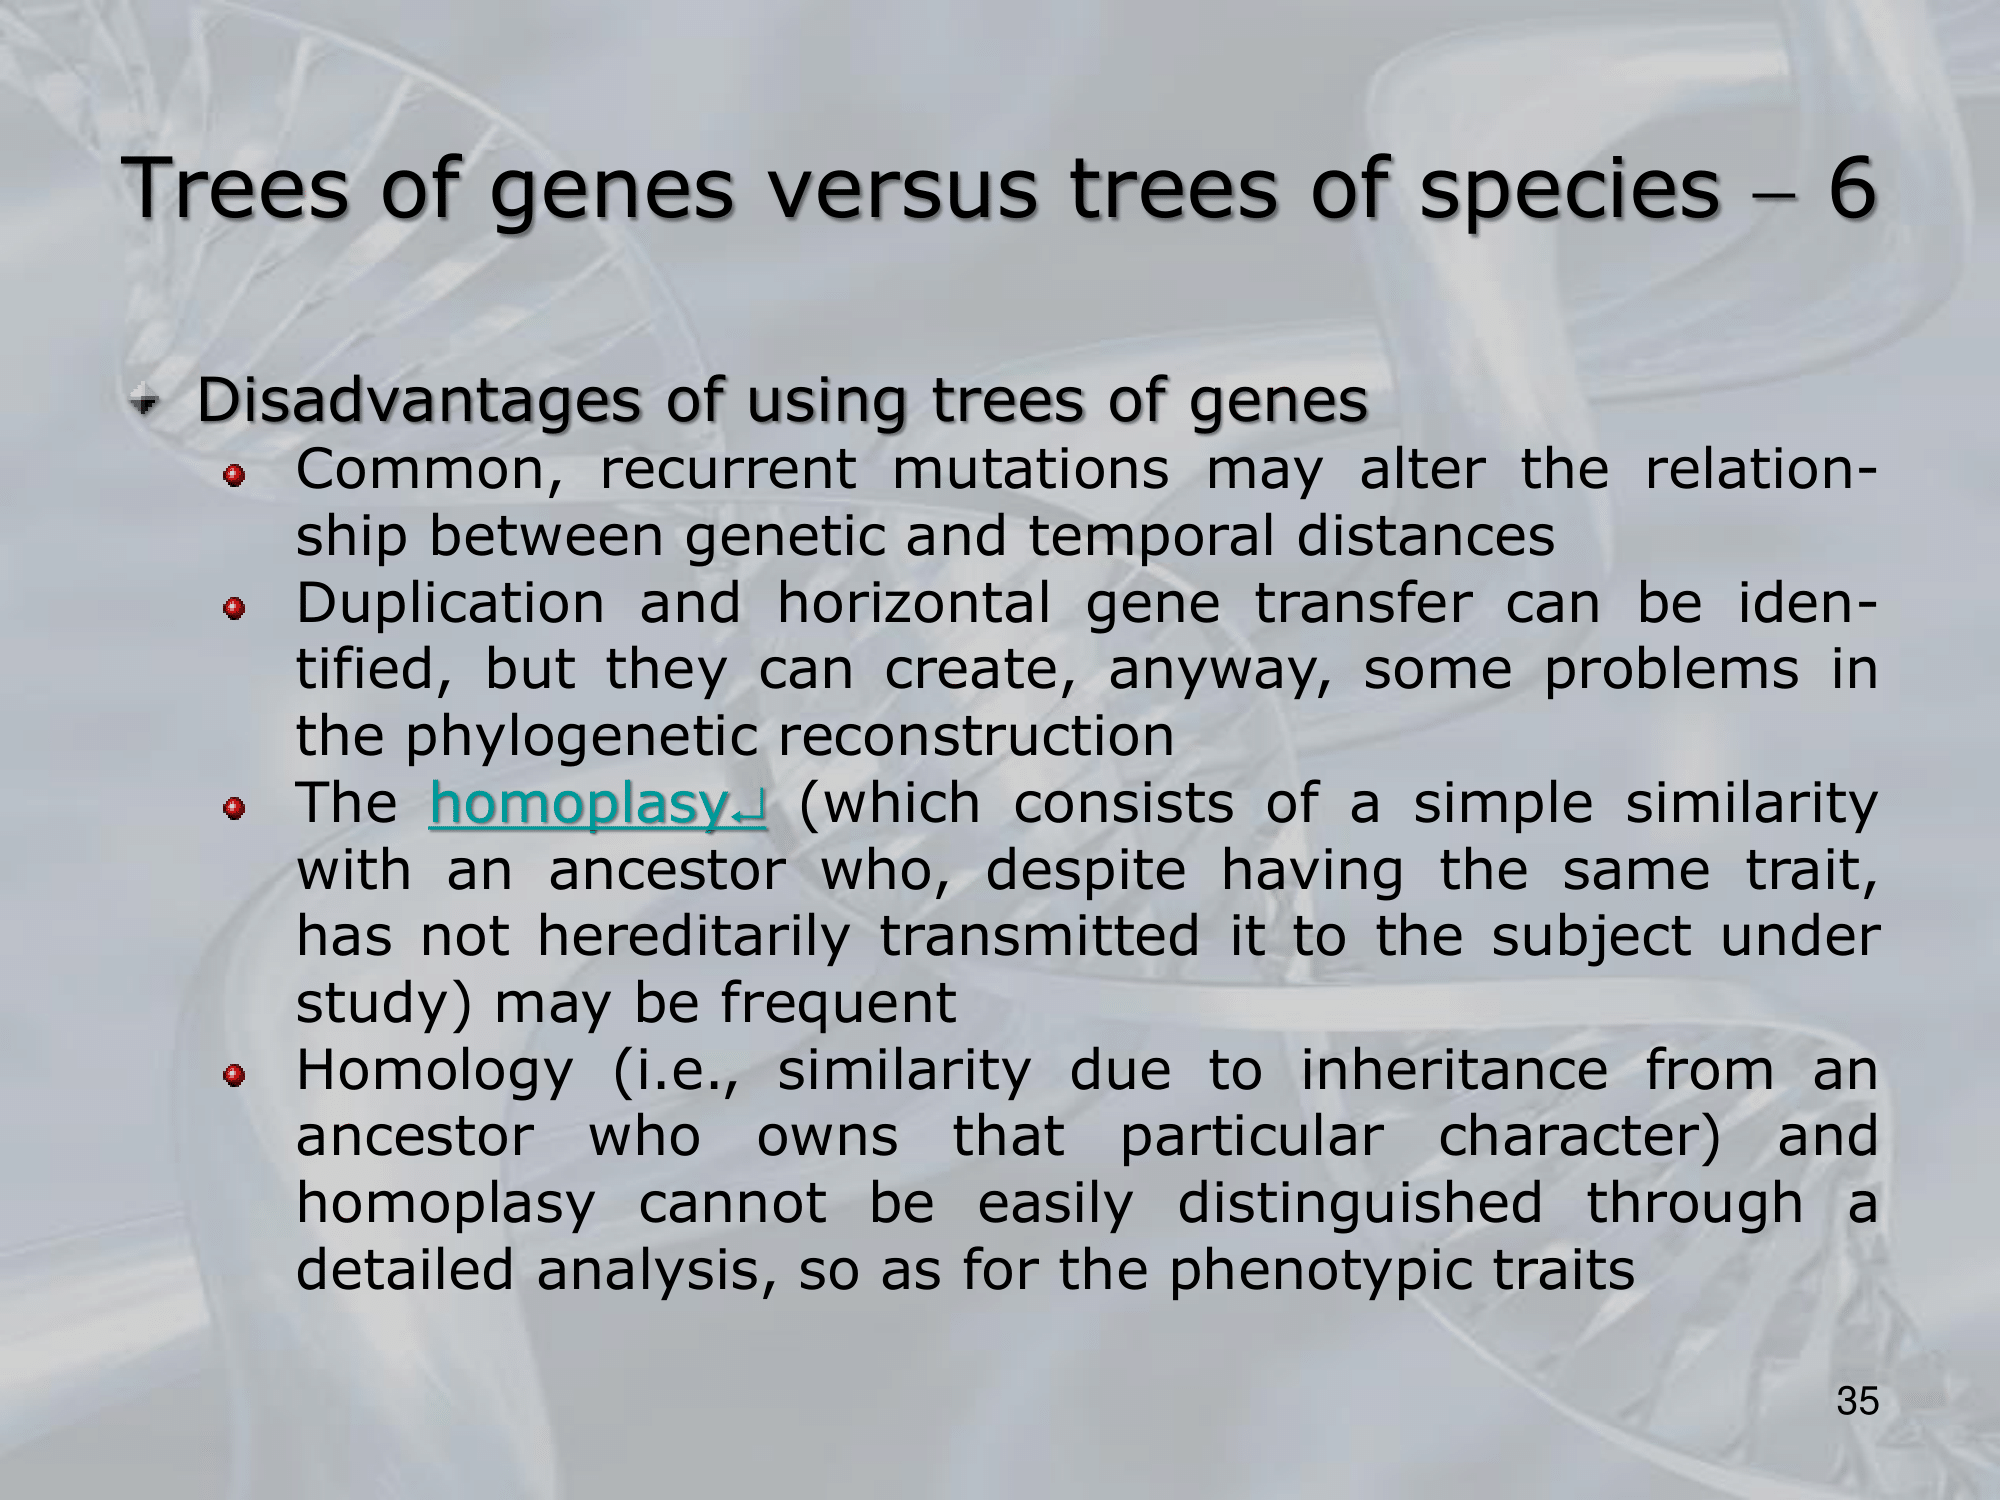 Trees of genes versus trees of species – 6
Disadvantages of using trees of genes
Common, recurrent mutations may alter the relation-
ship between genetic and temporal distances
Duplication and horizontal gene transfer can be iden-
tified, but they can create, anyway, some problems in
the phylogenetic reconstruction
The homoplasy↵ (which consists of a simple similarity
with an ancestor who, despite having the same trait,
has not hereditarily transmitted it to the subject under
study) may be frequent
Homology (i.e., similarity due to inheritance from an
ancestor who owns that particular character) and
homoplasy cannot be easily distinguished through a
detailed analysis, so as for the phenotypic traits
35